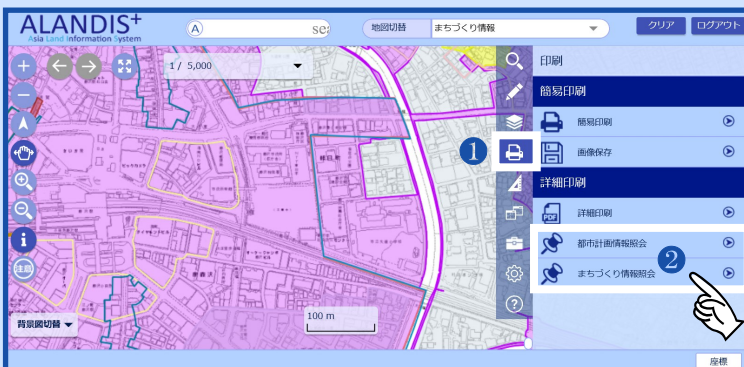 ALANDIS+
Asia Land Information System
A
sea
地図切替
まちづくり情報
クリア
ログアウト
1 / 5,000
印刷
簡易印刷
簡易印刷
画像保存
詳細印刷
PDF
詳細印刷
都市計画情報照会
まちづくり情報照会
1
2
i
注意
?
背景図切替
100 m
座標